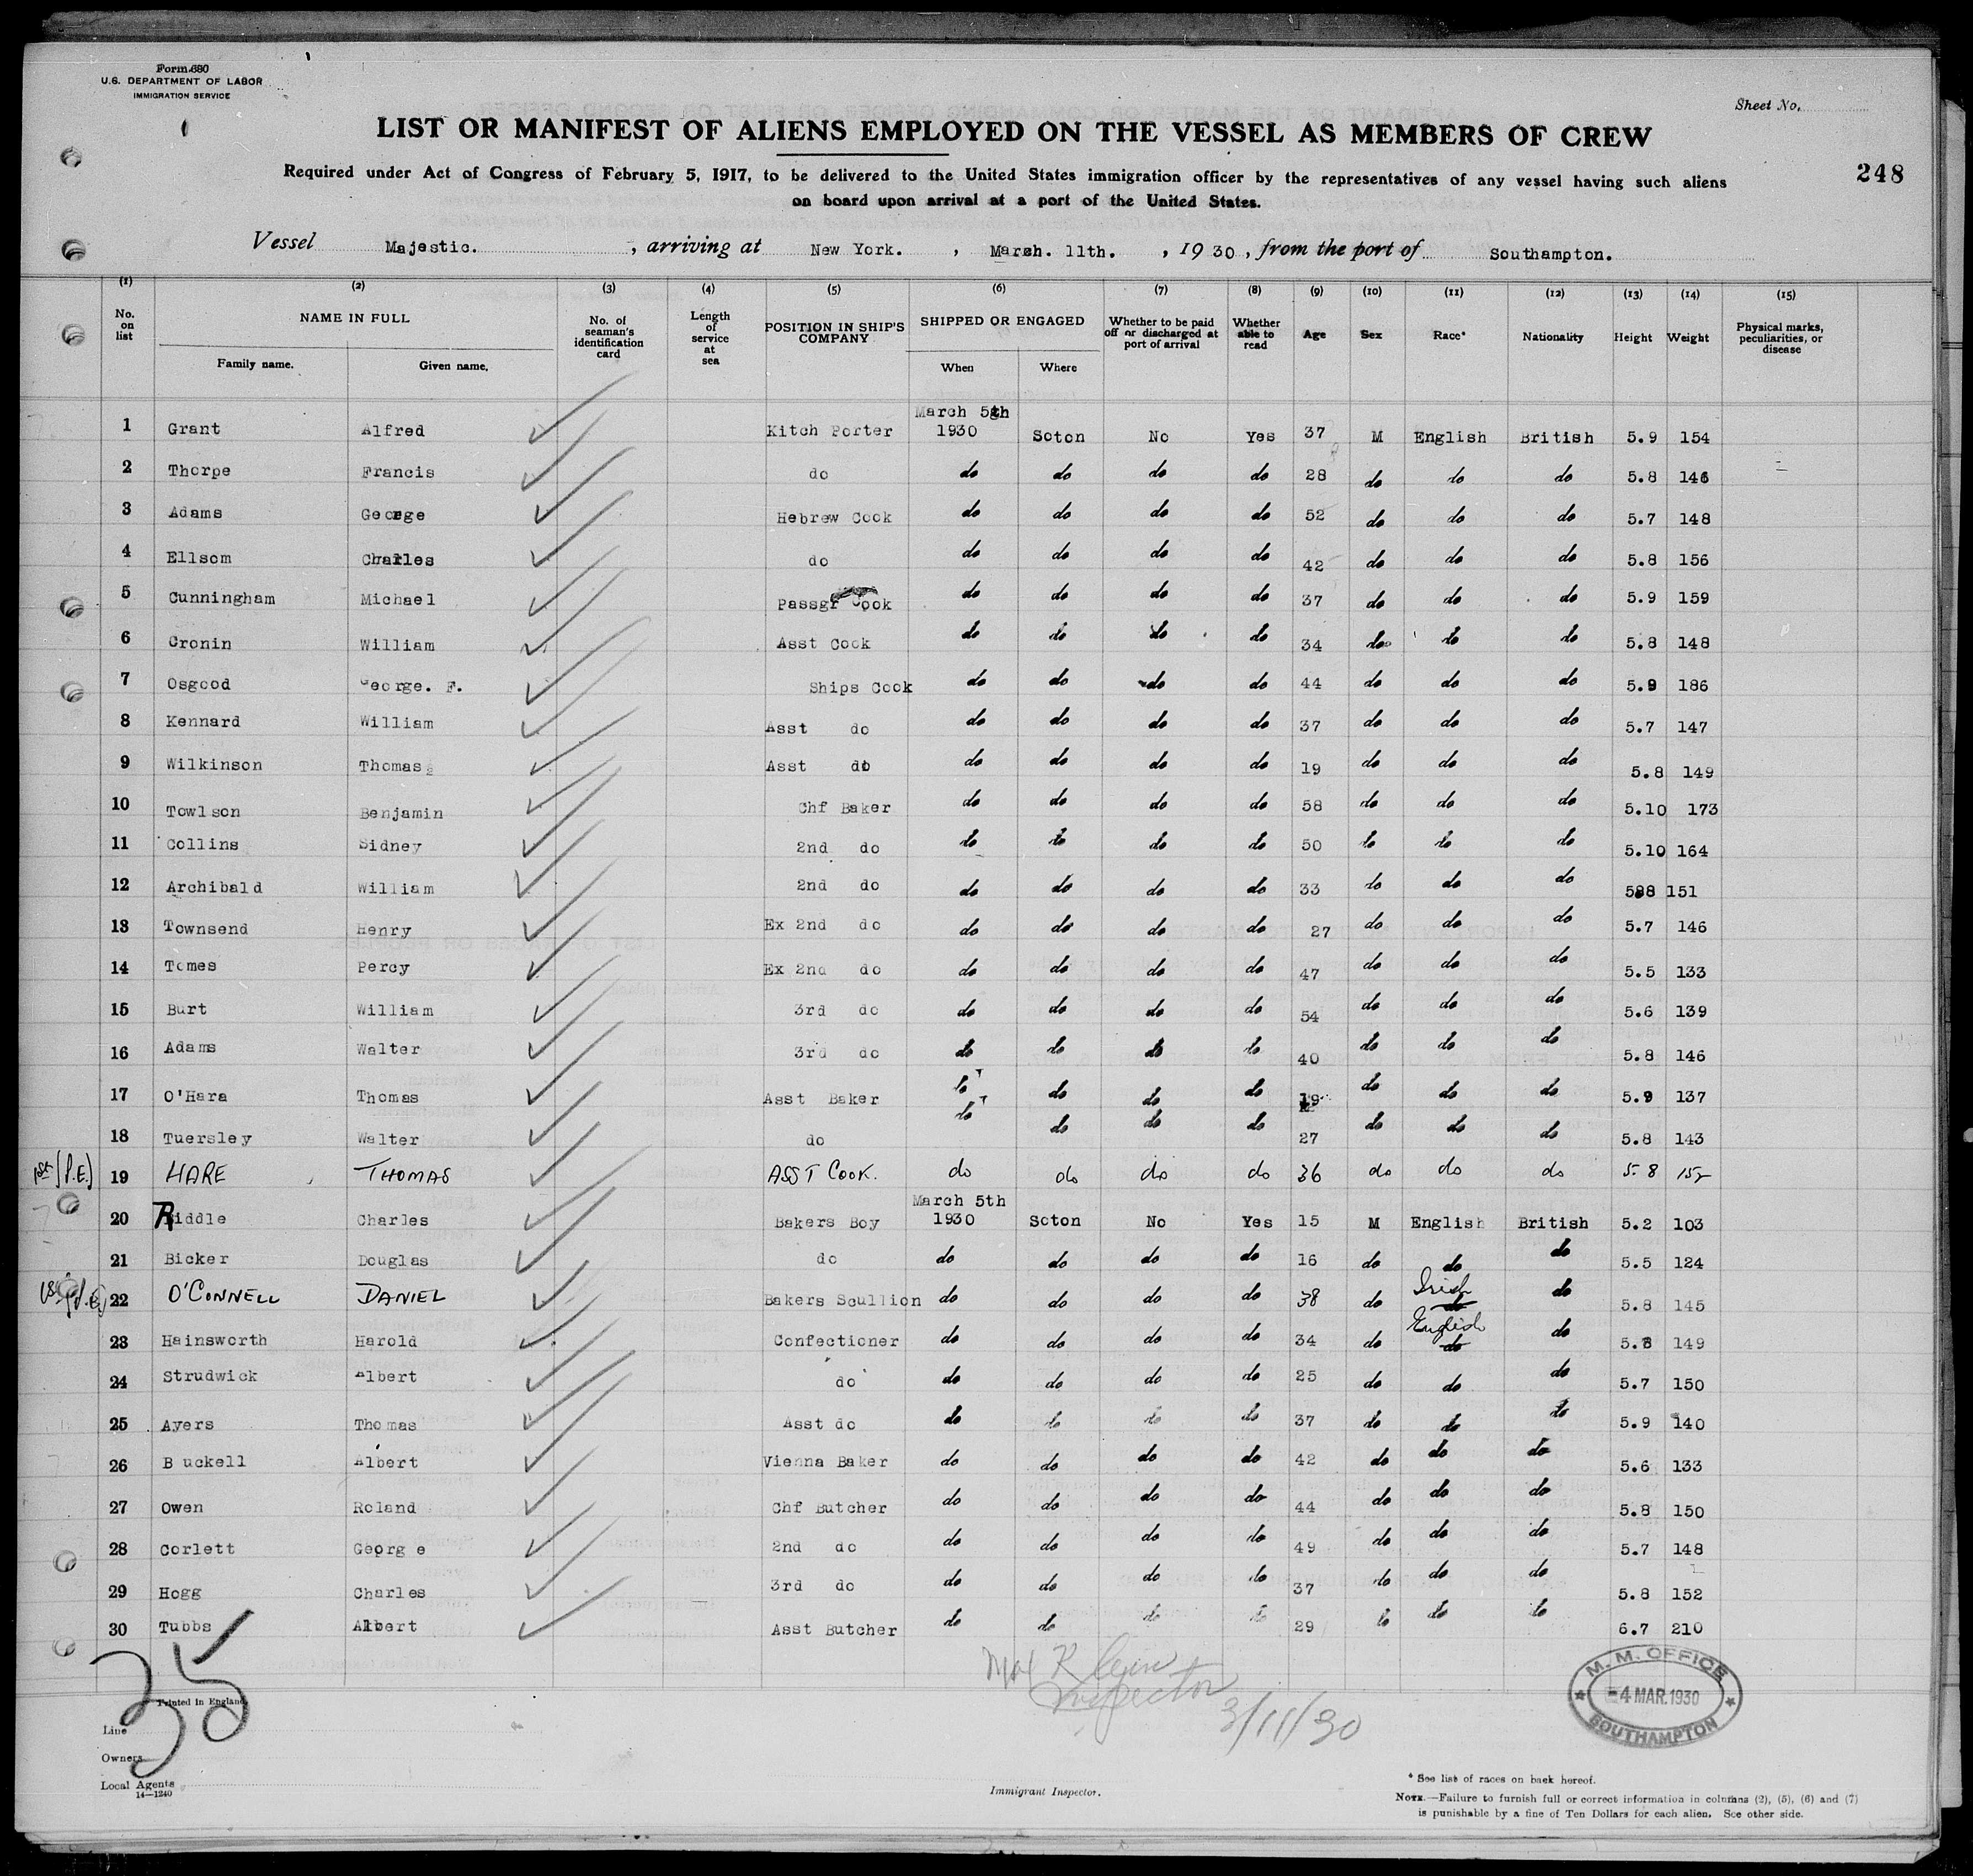 Form 680
U.S. DEPARTMENT OF LABOR
IMMIGRATION SERVICE
Sheet No.
LIST OR MANIFEST OF ALIENS EMPLOYED ON THE VESSEL AS MEMBERS OF CREW
248
Required under Act of Congress of February 5, 1917, to be delivered to the United States immigration officer by the representatives of any vessel having such aliens
on board upon arrival at a port of the United States.
Vessel Majestic. , arriving at New York. , March. 11th. , 1930, from the port of Southampton.
(1) (2) (3) (4) (5) (6) (7) (8) (9) (10) (11) (12) (13) (14) (15)
No. on list NAME IN FULL Family name. Given name. No. of seaman's identification card Length of service at sea POSITION IN SHIP'S COMPANY SHIPPED OR ENGAGED When Where Whether to be paid off or discharged at port of arrival Whether able to read Age Sex Race* Nationality Height Weight Physical marks, peculiarities, or disease
1 Grant Alfred Kitch Porter March 5th 1930 Soton No Yes 37 M English British 5.9 154
2 Thorpe Francis do do do do do 28 do do do 5.8 146
3 Adams George Hebrew Cook do do do do 52 do do do 5.7 148
4 Ellsom Charles do do do do do 42 do do do 5.8 156
5 Cunningham Michael Passgr Cook do do do do 37 do do do 5.9 159
6 Cronin William Asst Cook do do do do 34 do do do 5.8 148
7 Osgood George. F. Ships Cook do do do do 44 do do do 5.9 186
8 Kennard William Asst do do do do do 37 do do do 5.7 147
9 Wilkinson Thomas Asst do do do do do 19 do do do 5.8 149
10 Towlson Benjamin Chf Baker do do do do 58 do do do 5.10 173
11 Collins Sidney 2nd do do do do do 50 do do do 5.10 164
12 Archibald William 2nd do do do do do 33 do do do 151
13 Townsend Henry Ex 2nd do do do do do 27 do do do 5.7 146
14 Tomes Percy Ex 2nd do do do do do 47 do do do 5.5 133
15 Burt William 3rd do do do do do 54 do do do 5.6 139
16 Adams Walter 3rd do do do do do 40 do do do 5.8 146
17 O'Hara Thomas Asst Baker do do do do 19 do do do 5.9 137
18 Tuersley Walter do do do do do 27 do do do 5.8 143
1st (P.E.) 19 HARE THOMAS ASST COOK. do do do do 36 do do do 5.8
20 Riddle Charles Bakers Boy March 5th 1930 Soton No Yes 15 M English British 5.2 103
21 Bicker Douglas do do do do do 16 do do do 5.5 124
1st (P.E.) 22 O'CONNELL DANIEL Bakers Scullion do do do do 38 do Irish do do 5.8 145
23 Hainsworth Harold Confectioner do do do do 34 do English do do 5.8 149
24 Strudwick Albert do do do do do 25 do do do 5.7 150
25 Ayers Thomas Asst do do do do do 37 do do do 5.9 140
26 Buckell Albert Vienna Baker do do do do 42 do do do 5.6 133
27 Owen Roland Chf Butcher do do do do 44 do do do 5.8 150
28 Corlett George 2nd do do do do do 49 do do do 5.7 148
29 Hogg Charles 3rd do do do do do 37 do do do 5.8 152
30 Tubbs Albert Asst Butcher do do do do 29 do do do 6.7 210
35
Max Klein
Inspector
3/11/30
M. M. OFFICE
4 MAR. 1930
SOUTHAMPTON
Printed in England
Line
Owners
Local Agents
14—1240
Immigrant Inspector.
* See list of races on back hereof.
NOTE.—Failure to furnish full or correct information in columns (2), (5), (6) and (7)
is punishable by a fine of Ten Dollars for each alien. See other side.